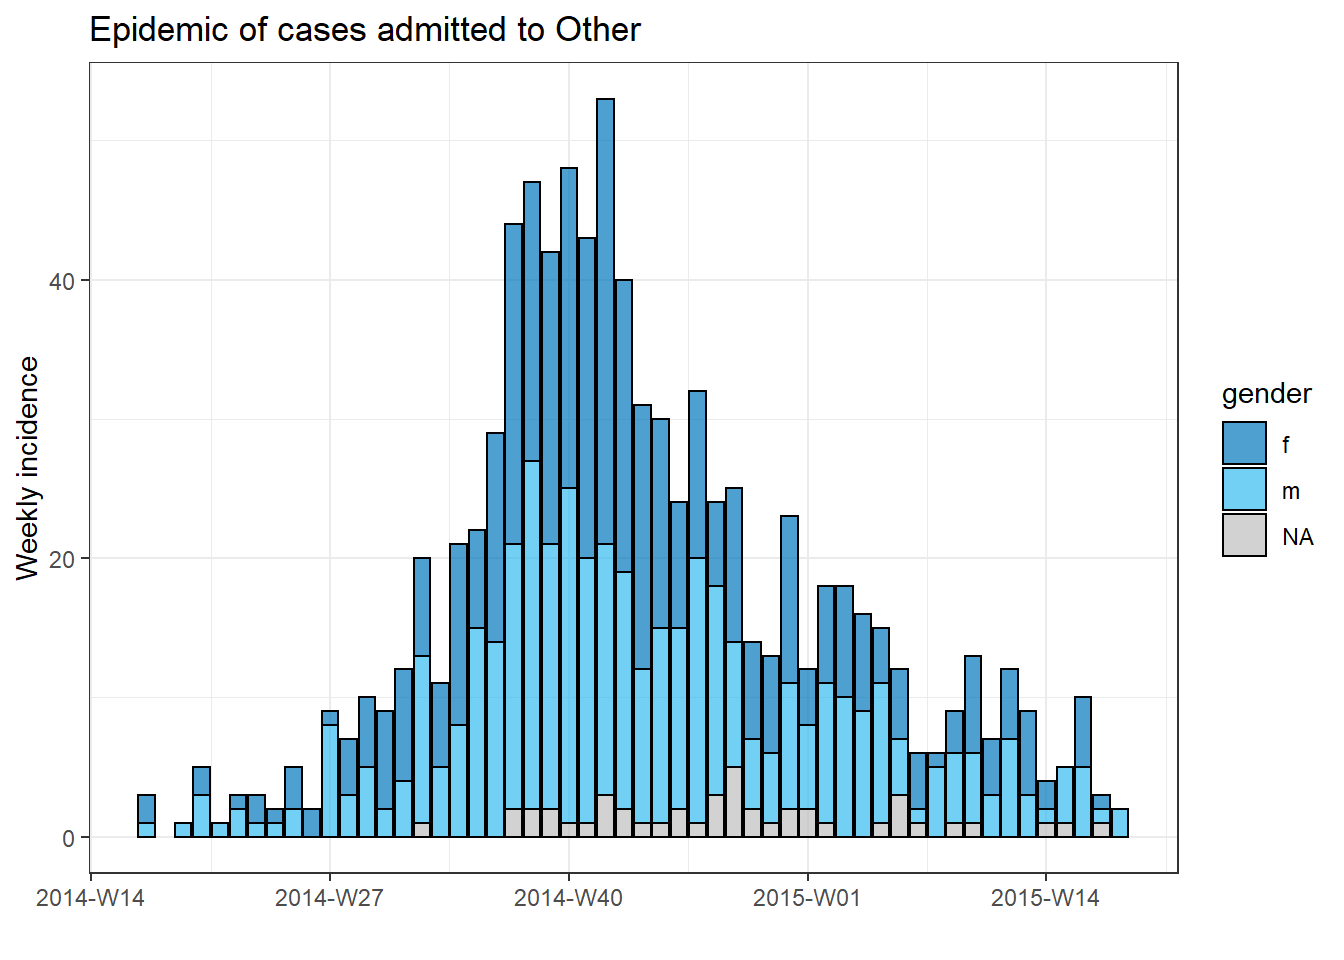 Epidemic of cases admitted to Other
Weekly incidence
40
20
0
2014-W14
2014-W27
2014-W40
2015-W01
2015-W14
gender
f
m
NA